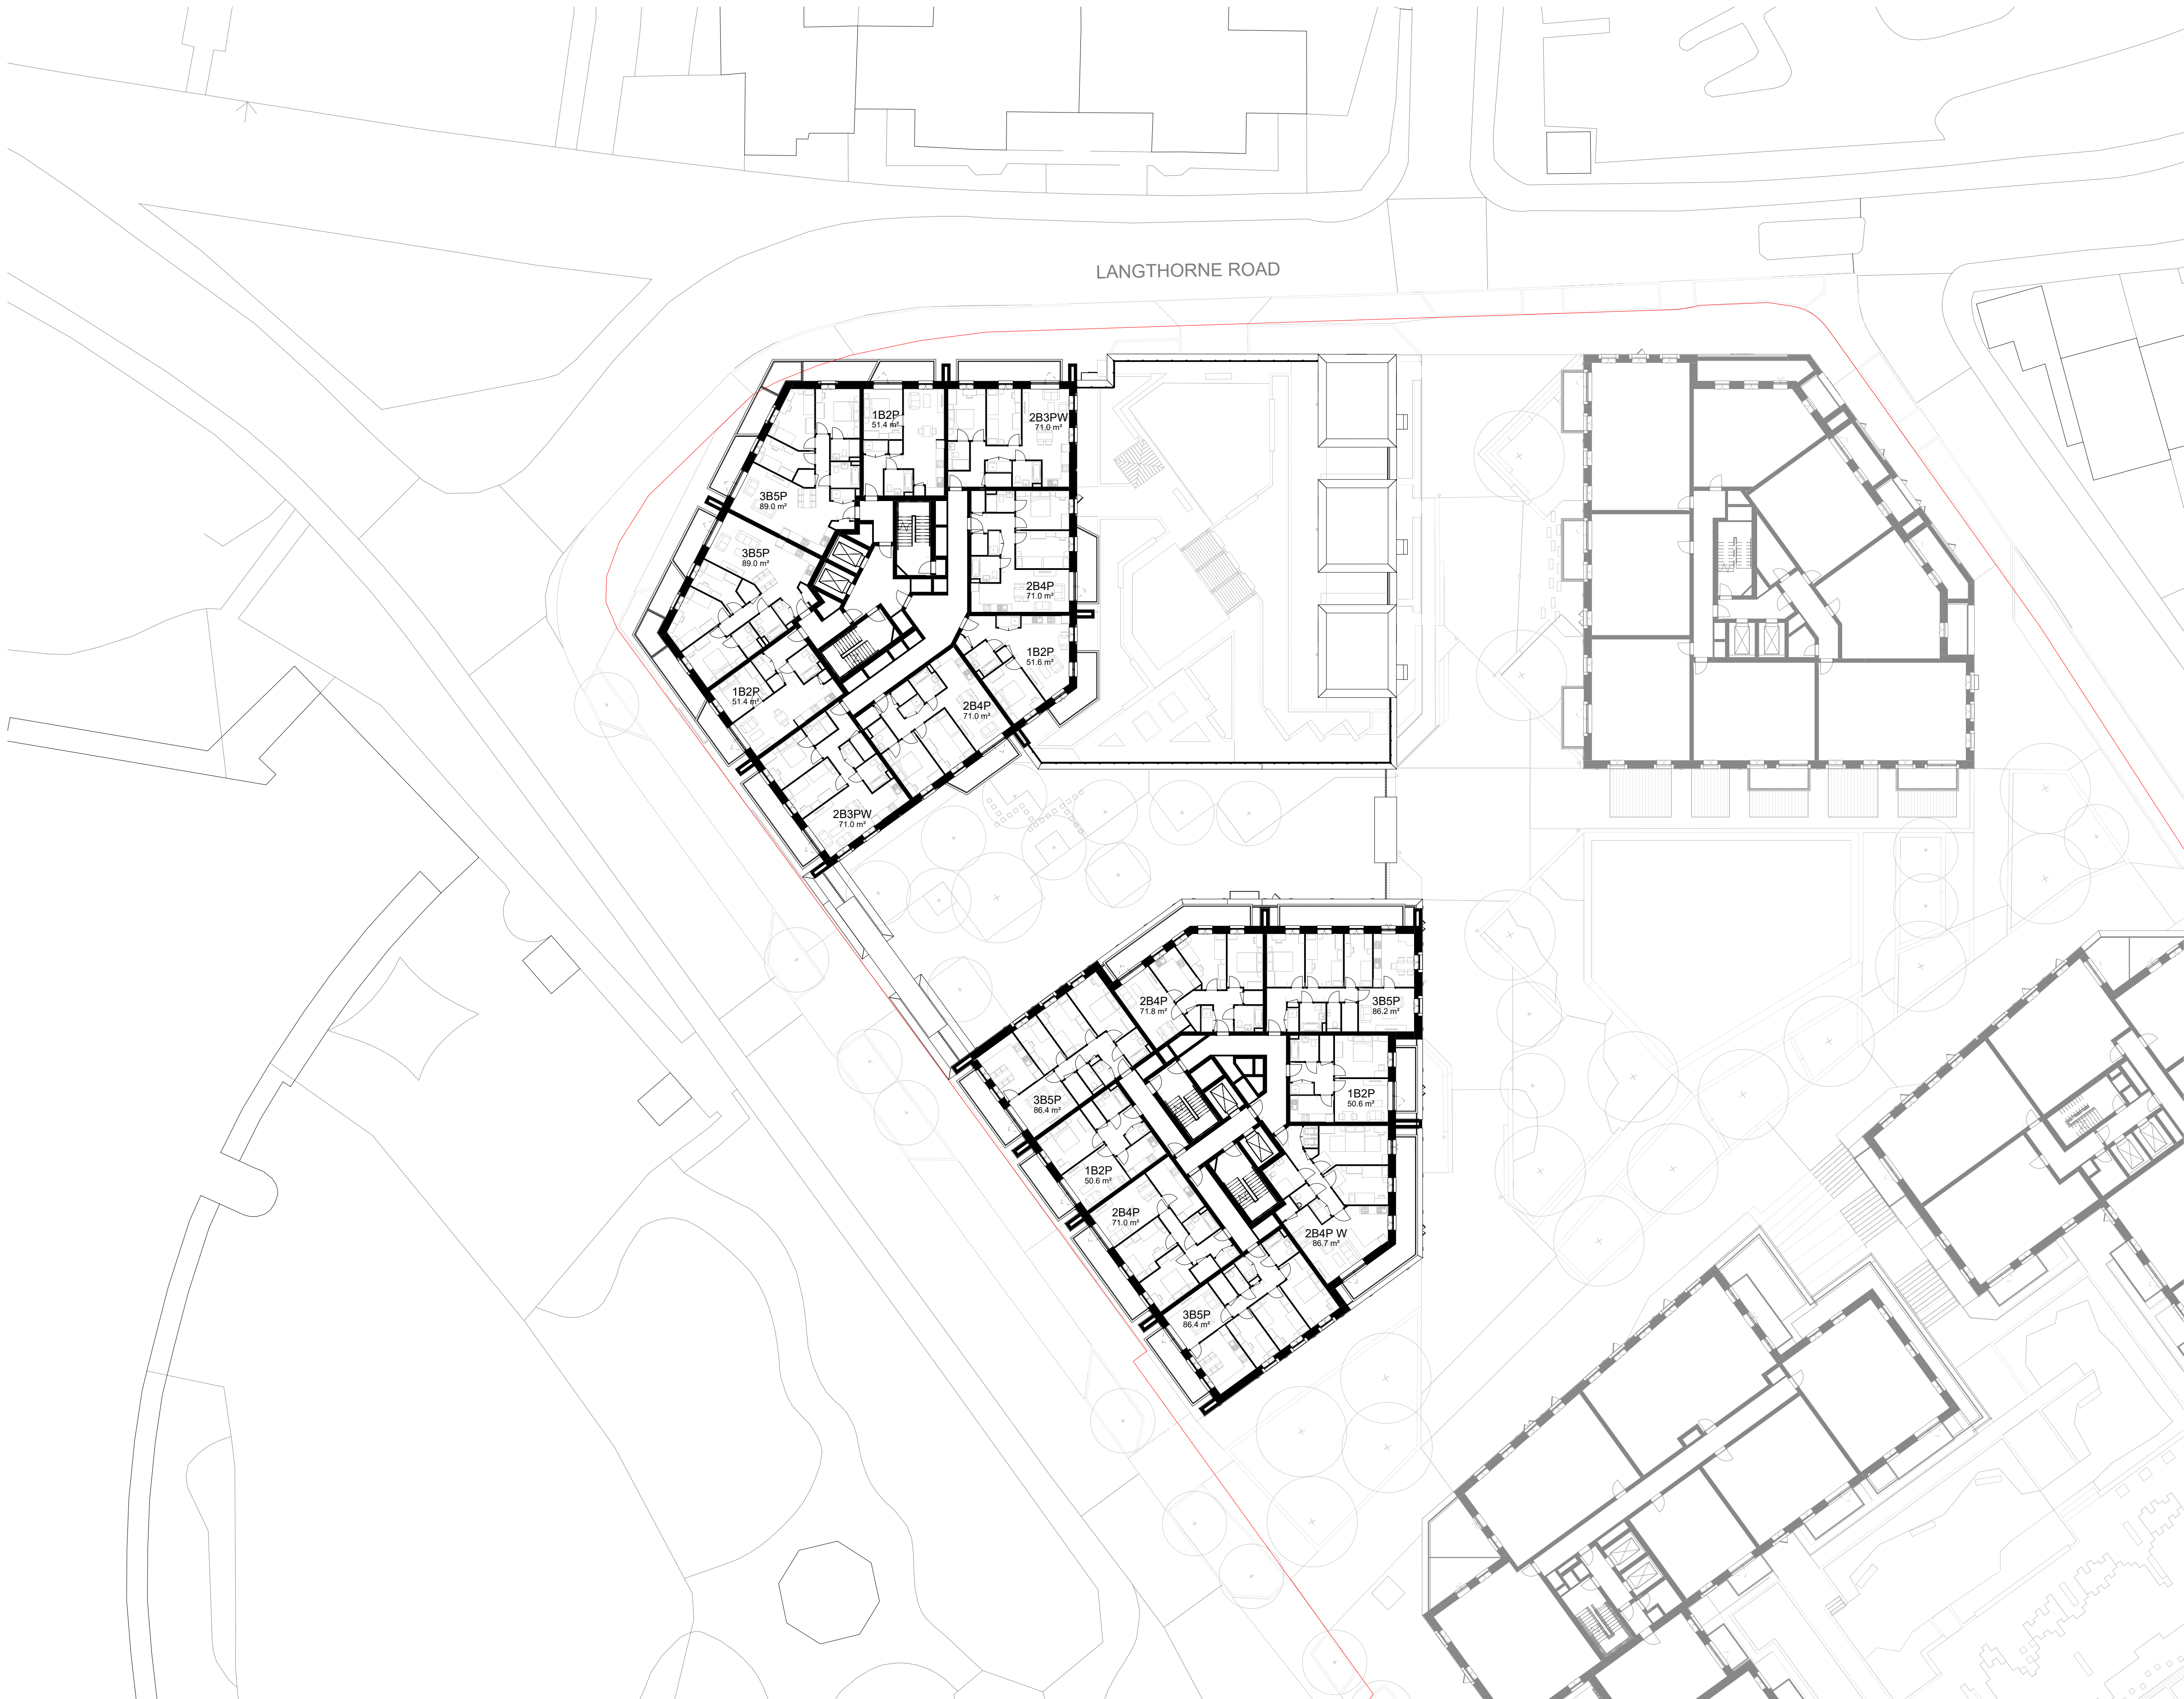 LANGTHORNE ROAD
1B2P
51.4 m²
2B3PW
71.0 m²
3B5P
89.0 m²
3B5P
89.0 m²
2B4P
71.0 m²
1B2P
51.6 m²
1B2P
51.4 m²
2B4P
71.0 m²
2B3PW
71.0 m²
2B4P
71.8 m²
3B5P
86.2 m²
3B5P
86.4 m²
1B2P
50.6 m²
1B2P
50.6 m²
2B4P
71.0 m²
2B4P W
86.7 m²
3B5P
86.4 m²